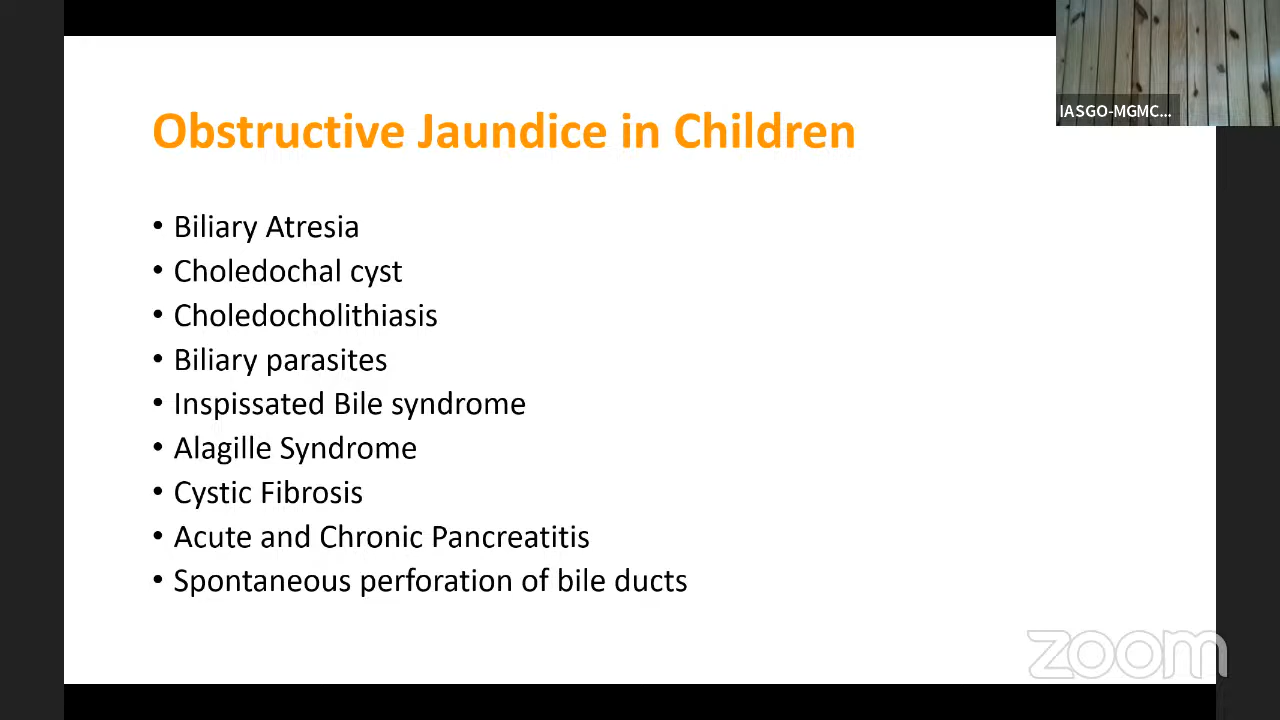 IASGO-MGMC...
Obstructive Jaundice in Children
• Biliary Atresia
• Choledochal cyst
• Choledocholithiasis
• Biliary parasites
• Inspissated Bile syndrome
• Alagille Syndrome
• Cystic Fibrosis
• Acute and Chronic Pancreatitis
• Spontaneous perforation of bile ducts
zoom